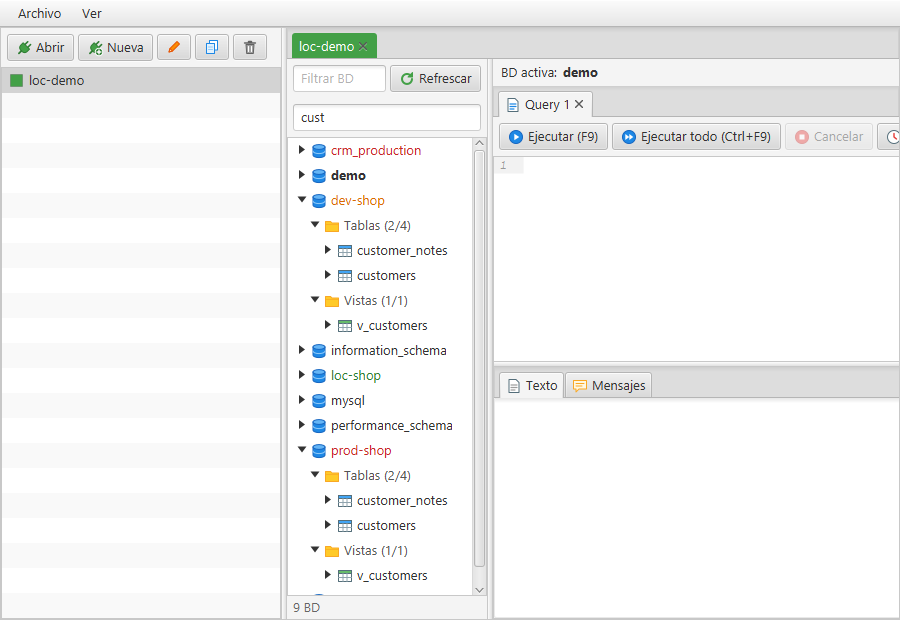 Archivo Ver
Abrir Nueva
loc-demo
loc-demo
Filtrar BD Refrescar
cust
crm_production
demo
dev-shop
Tablas (2/4)
customer_notes
customers
Vistas (1/1)
v_customers
information_schema
loc-shop
mysql
performance_schema
prod-shop
Tablas (2/4)
customer_notes
customers
Vistas (1/1)
v_customers
9 BD
BD activa: demo
Query 1
Ejecutar (F9) Ejecutar todo (Ctrl+F9) Cancelar
1
Texto Mensajes